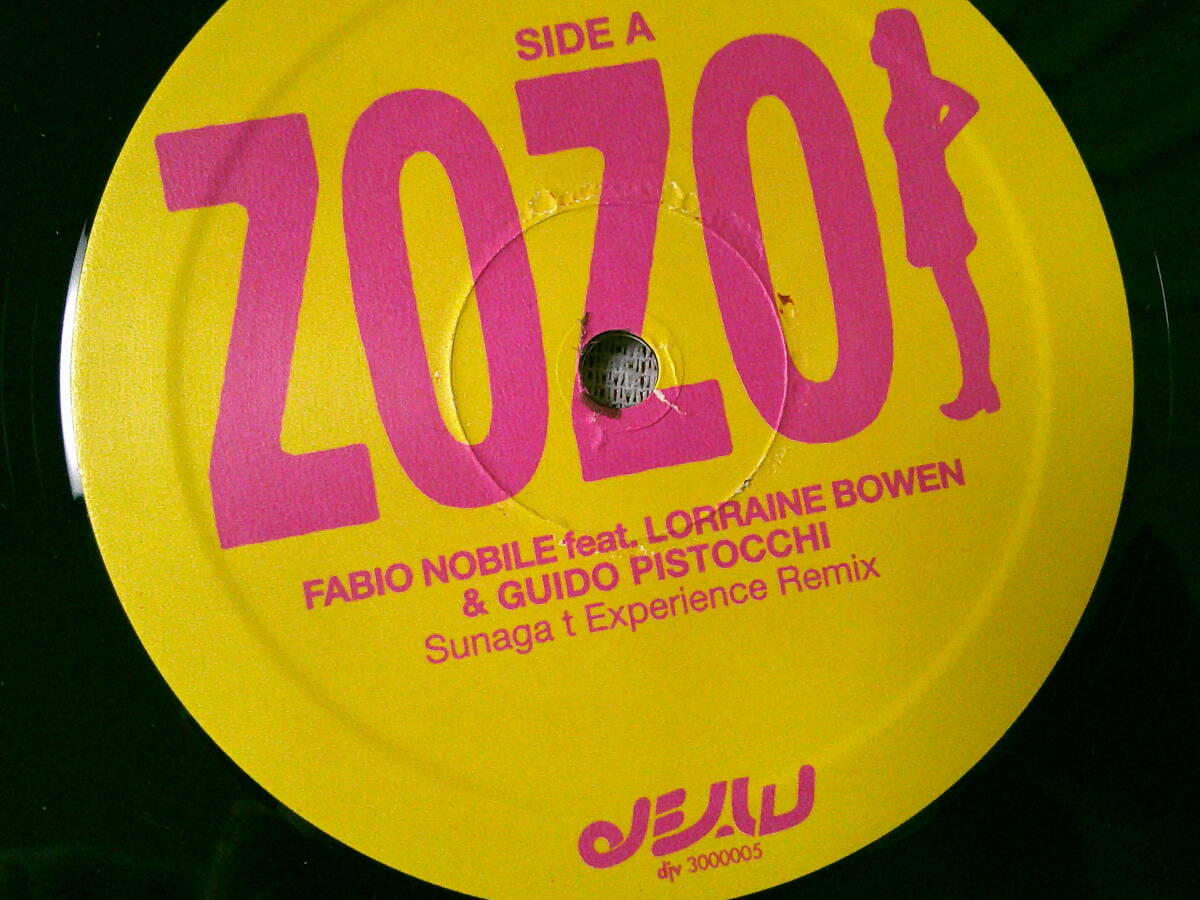 SIDE A
ZOZO
FABIO NOBILE feat. LORRAINE BOWEN
& GUIDO PISTOCCHI
Sunaga t Experience Remix
djv 3000005